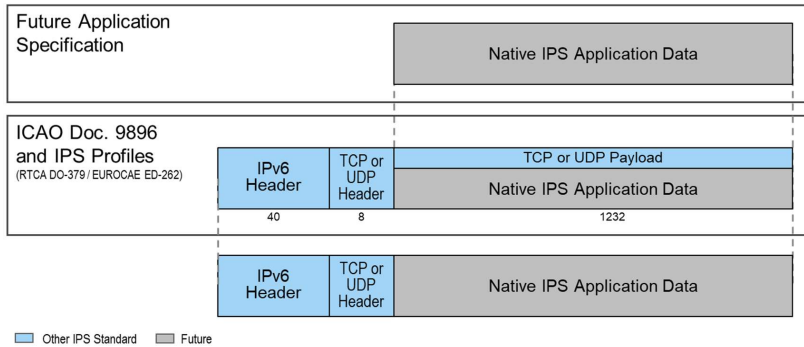 Future Application
Specification
Native IPS Application Data
ICAO Doc. 9896
and IPS Profiles
(RTCA DO-379 / EUROCAE ED-262)
IPv6
Header
TCP or
UDP
Header
TCP or UDP Payload
Native IPS Application Data
40
8
1232
IPv6
Header
TCP or
UDP
Header
Native IPS Application Data
Other IPS Standard
Future